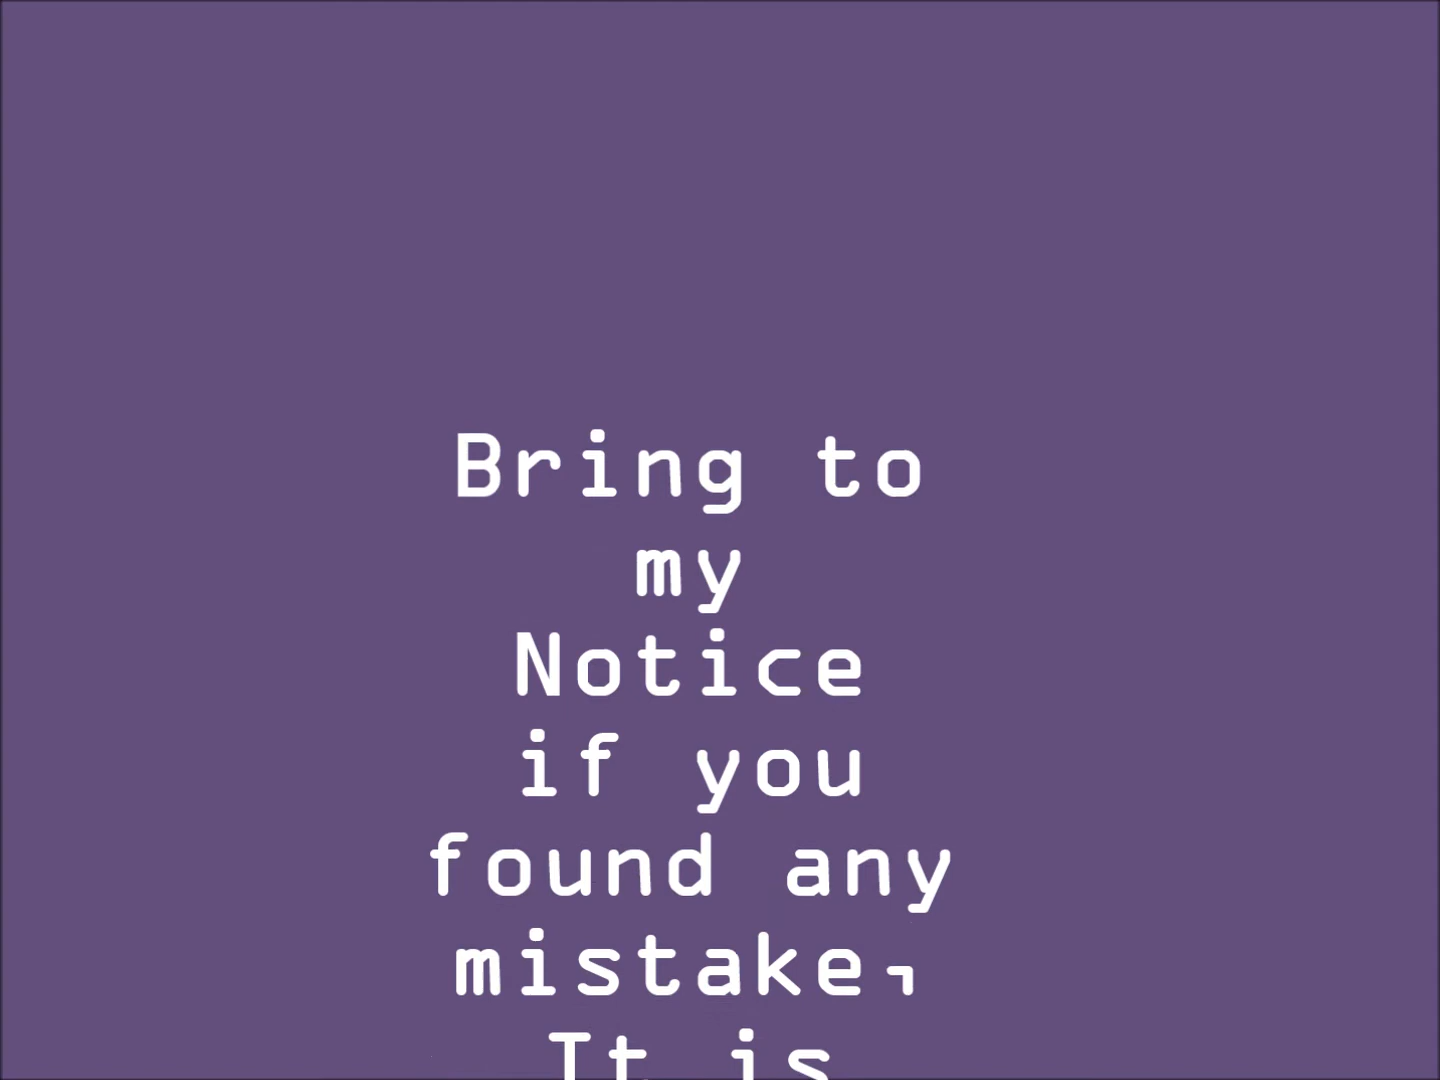 Bring to
my
Notice
if you
found any
mistake,
It is